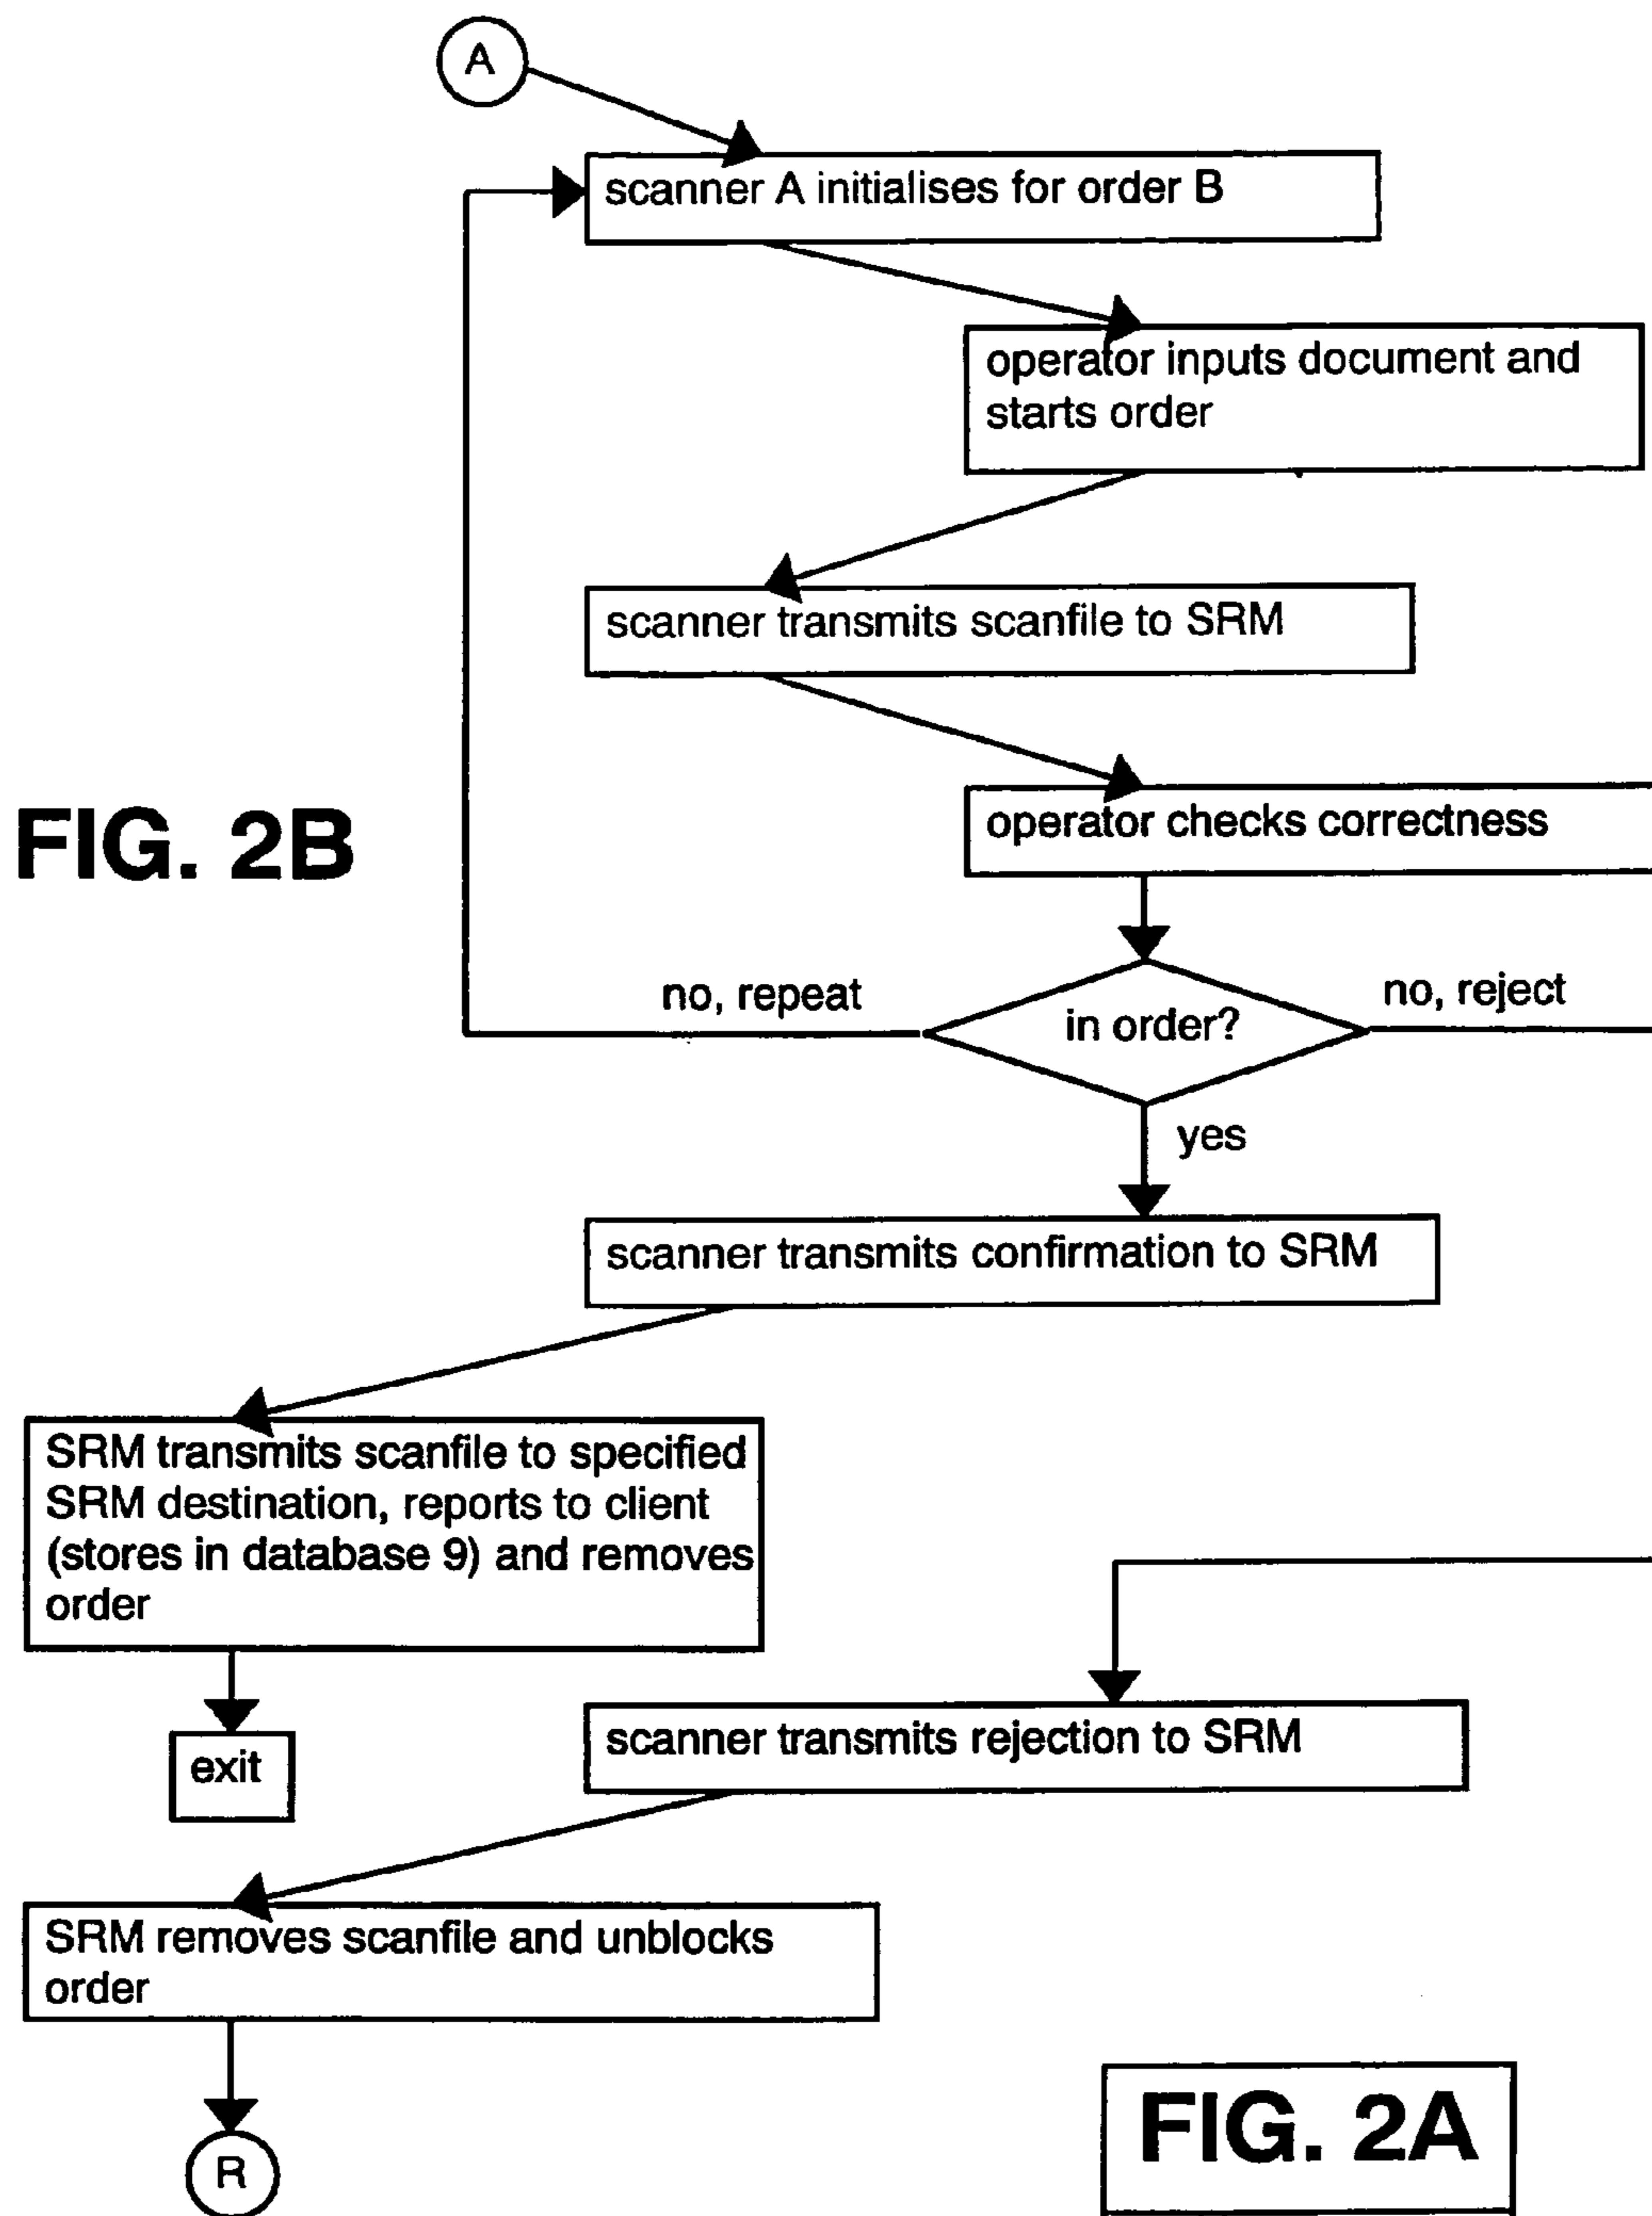 A
scanner A initialises for order B
operator inputs document and
starts order
scanner transmits scanfile to SRM
operator checks correctness
FIG. 2B
no, repeat
in order?
no, reject
yes
scanner transmits confirmation to SRM
SRM transmits scanfile to specified
SRM destination, reports to client
(stores in database 9) and removes
order
exit
scanner transmits rejection to SRM
SRM removes scanfile and unblocks
order
R
FIG. 2A